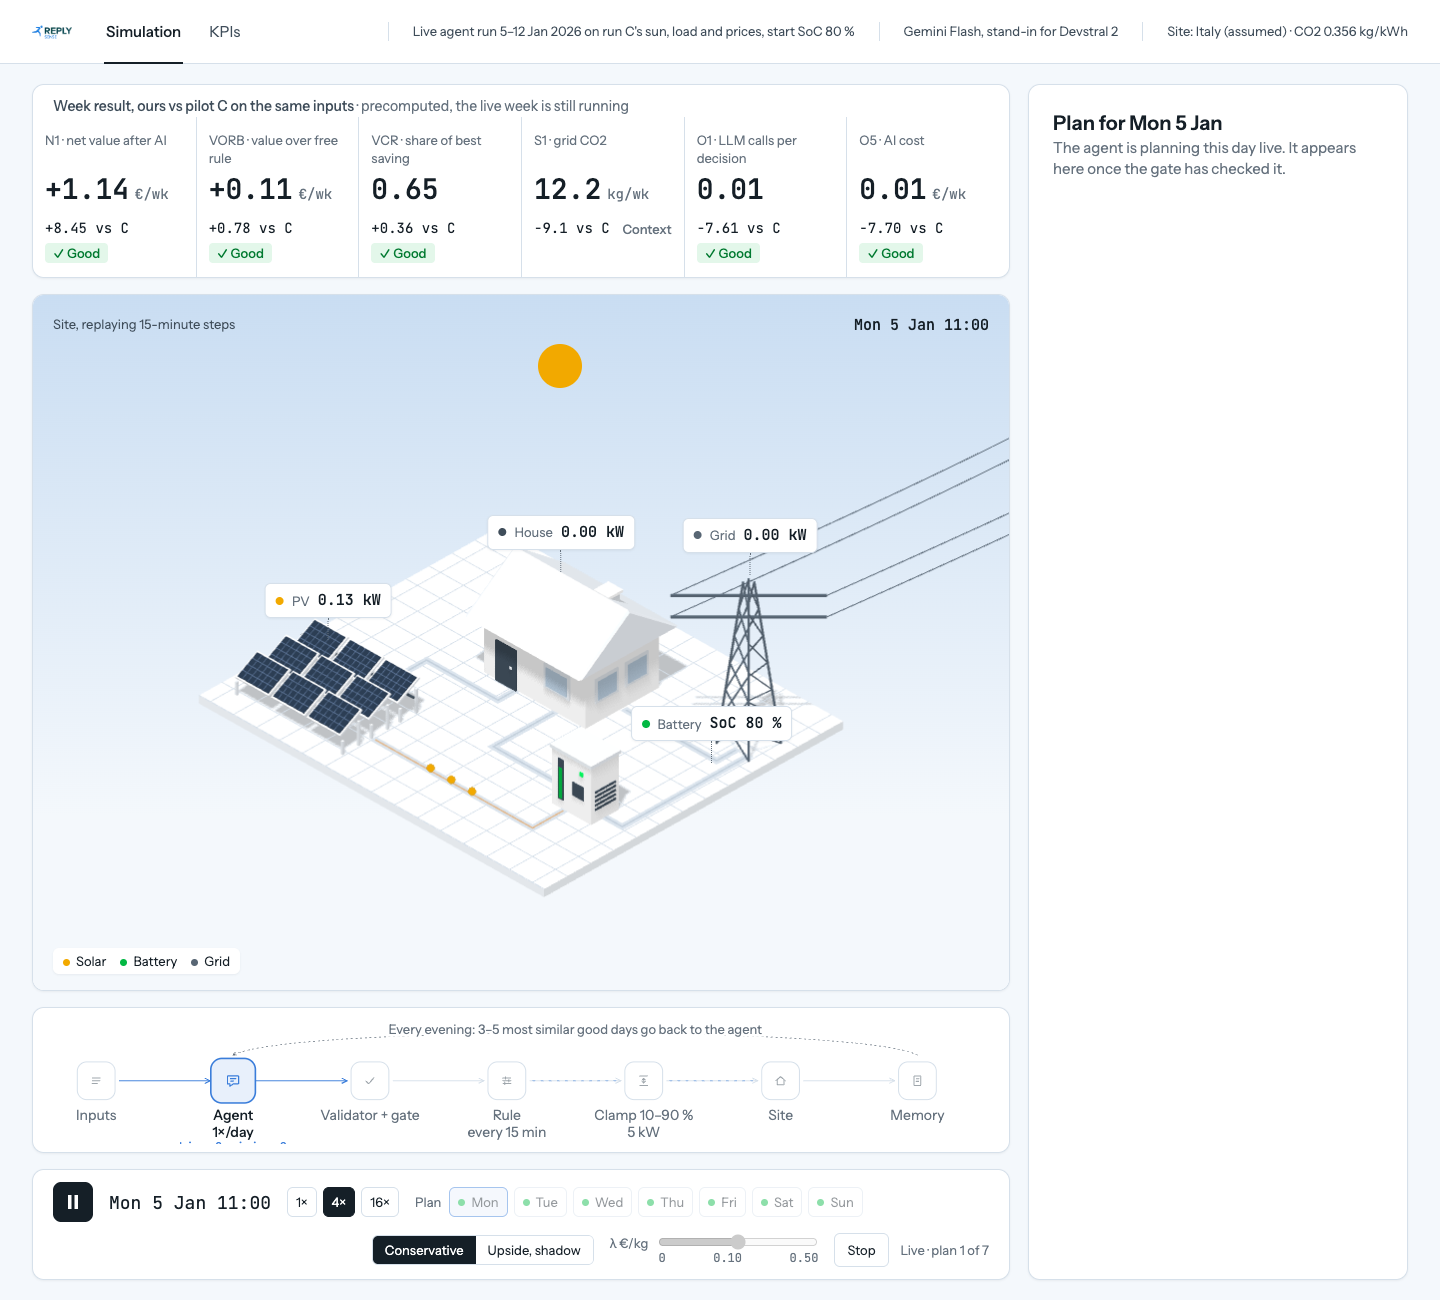 REPLY
Simulation
KPIs
Live agent run 5–12 Jan 2026 on run C's sun, load and prices, start SoC 80 %
Gemini Flash, stand-in for Devstral 2
Site: Italy (assumed) · CO2 0.356 kg/kWh
Week result, ours vs pilot C on the same inputs · precomputed, the live week is still running
N1 · net value after AI
+1.14 €/wk
+8.45 vs C
✓ Good
VORB · value over free
rule
+0.11 €/wk
+0.78 vs C
✓ Good
VCR · share of best
saving
0.65
+0.36 vs C
✓ Good
S1 · grid CO2
12.2 kg/wk
-9.1 vs C Context
O1 · LLM calls per
decision
0.01
-7.61 vs C
✓ Good
O5 · AI cost
0.01 €/wk
-7.70 vs C
✓ Good
Plan for Mon 5 Jan
The agent is planning this day live. It appears
here once the gate has checked it.
Site, replaying 15-minute steps
Mon 5 Jan 11:00
House 0.00 kW
Grid 0.00 kW
PV 0.13 kW
Battery SoC 80 %
Solar
Battery
Grid
Every evening: 3–5 most similar good days go back to the agent
Inputs
Agent
1×/day
Validator + gate
Rule
every 15 min
Clamp 10–90 %
5 kW
Site
Memory
Mon 5 Jan 11:00
1×
4×
16×
Plan
Mon
Tue
Wed
Thu
Fri
Sat
Sun
Conservative
Upside, shadow
λ €/kg
0
0.10
0.50
Stop
Live · plan 1 of 7